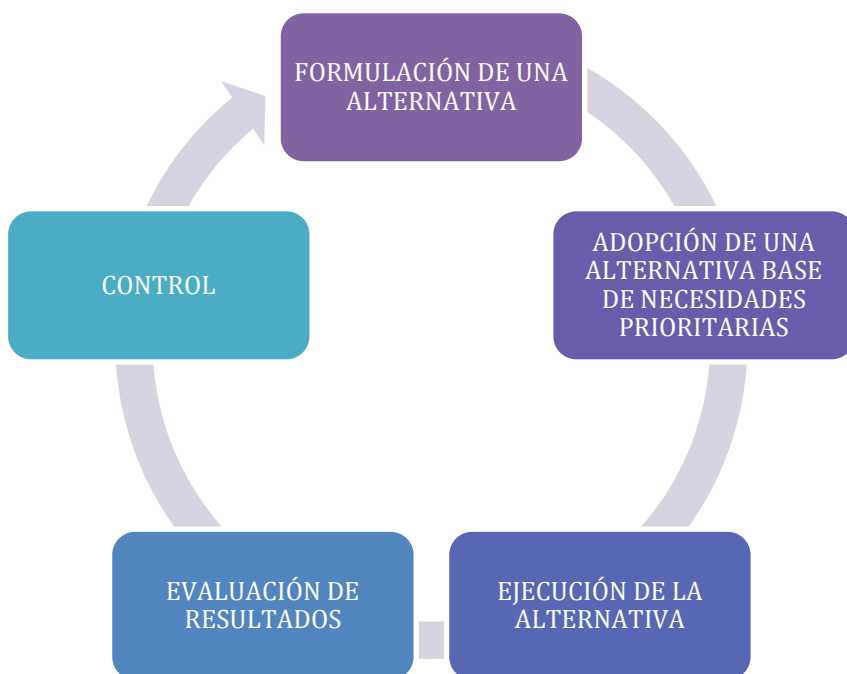 FORMULACIÓN DE UNA
ALTERNATIVA
ADOPCIÓN DE UNA
ALTERNATIVA BASE
DE NECESIDADES
PRIORITARIAS
EJECUCIÓN DE LA
ALTERNATIVA
EVALUACIÓN DE
RESULTADOS
CONTROL